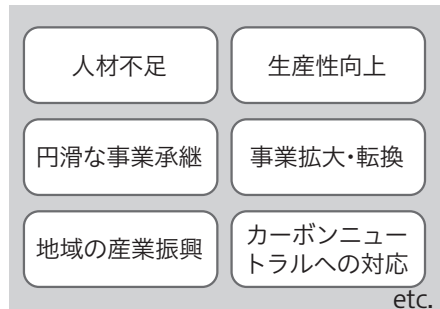 人材不足
生産性向上
円滑な事業承継
事業拡大・転換
地域の産業振興
カーボンニュー
トラルへの対応
etc.